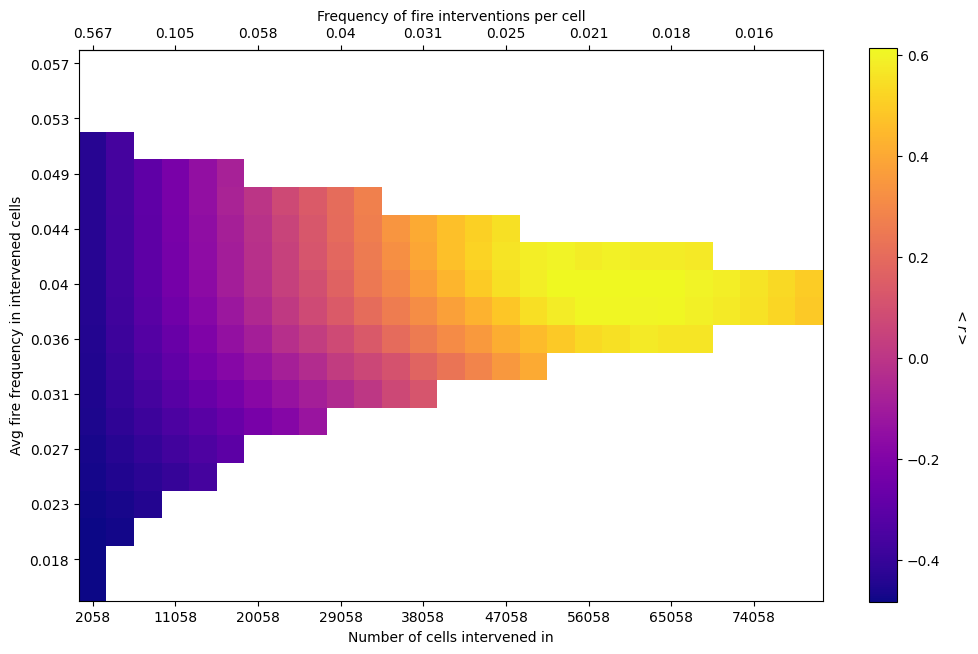 Frequency of fire interventions per cell
0.567 0.105 0.058 0.04 0.031 0.025 0.021 0.018 0.016
0.057
0.053
0.049
0.044
0.04
0.036
0.031
0.027
0.023
0.018
Avg fire frequency in intervened cells
2058 11058 20058 29058 38058 47058 56058 65058 74058
Number of cells intervened in
0.6
0.4
0.2
0.0
−0.2
−0.4
< r >